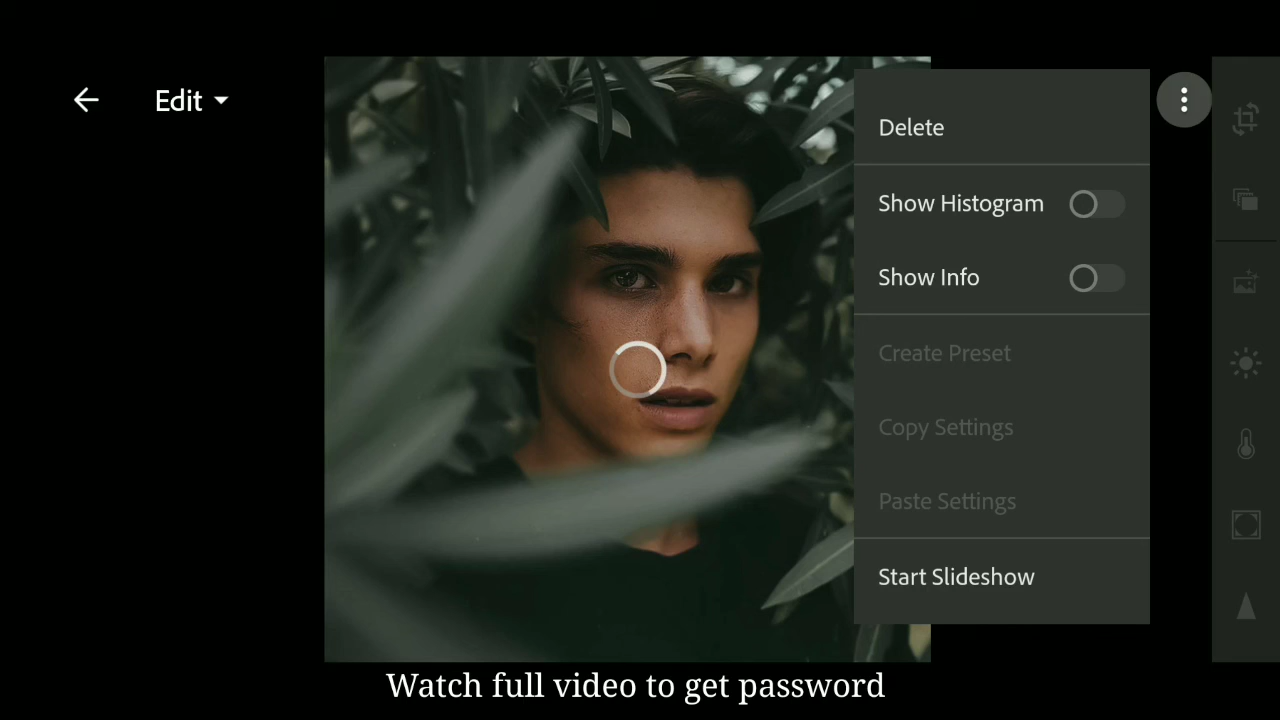 Edit
Delete
Show Histogram
Show Info
Create Preset
Copy Settings
Paste Settings
Start Slideshow
Watch full video to get password